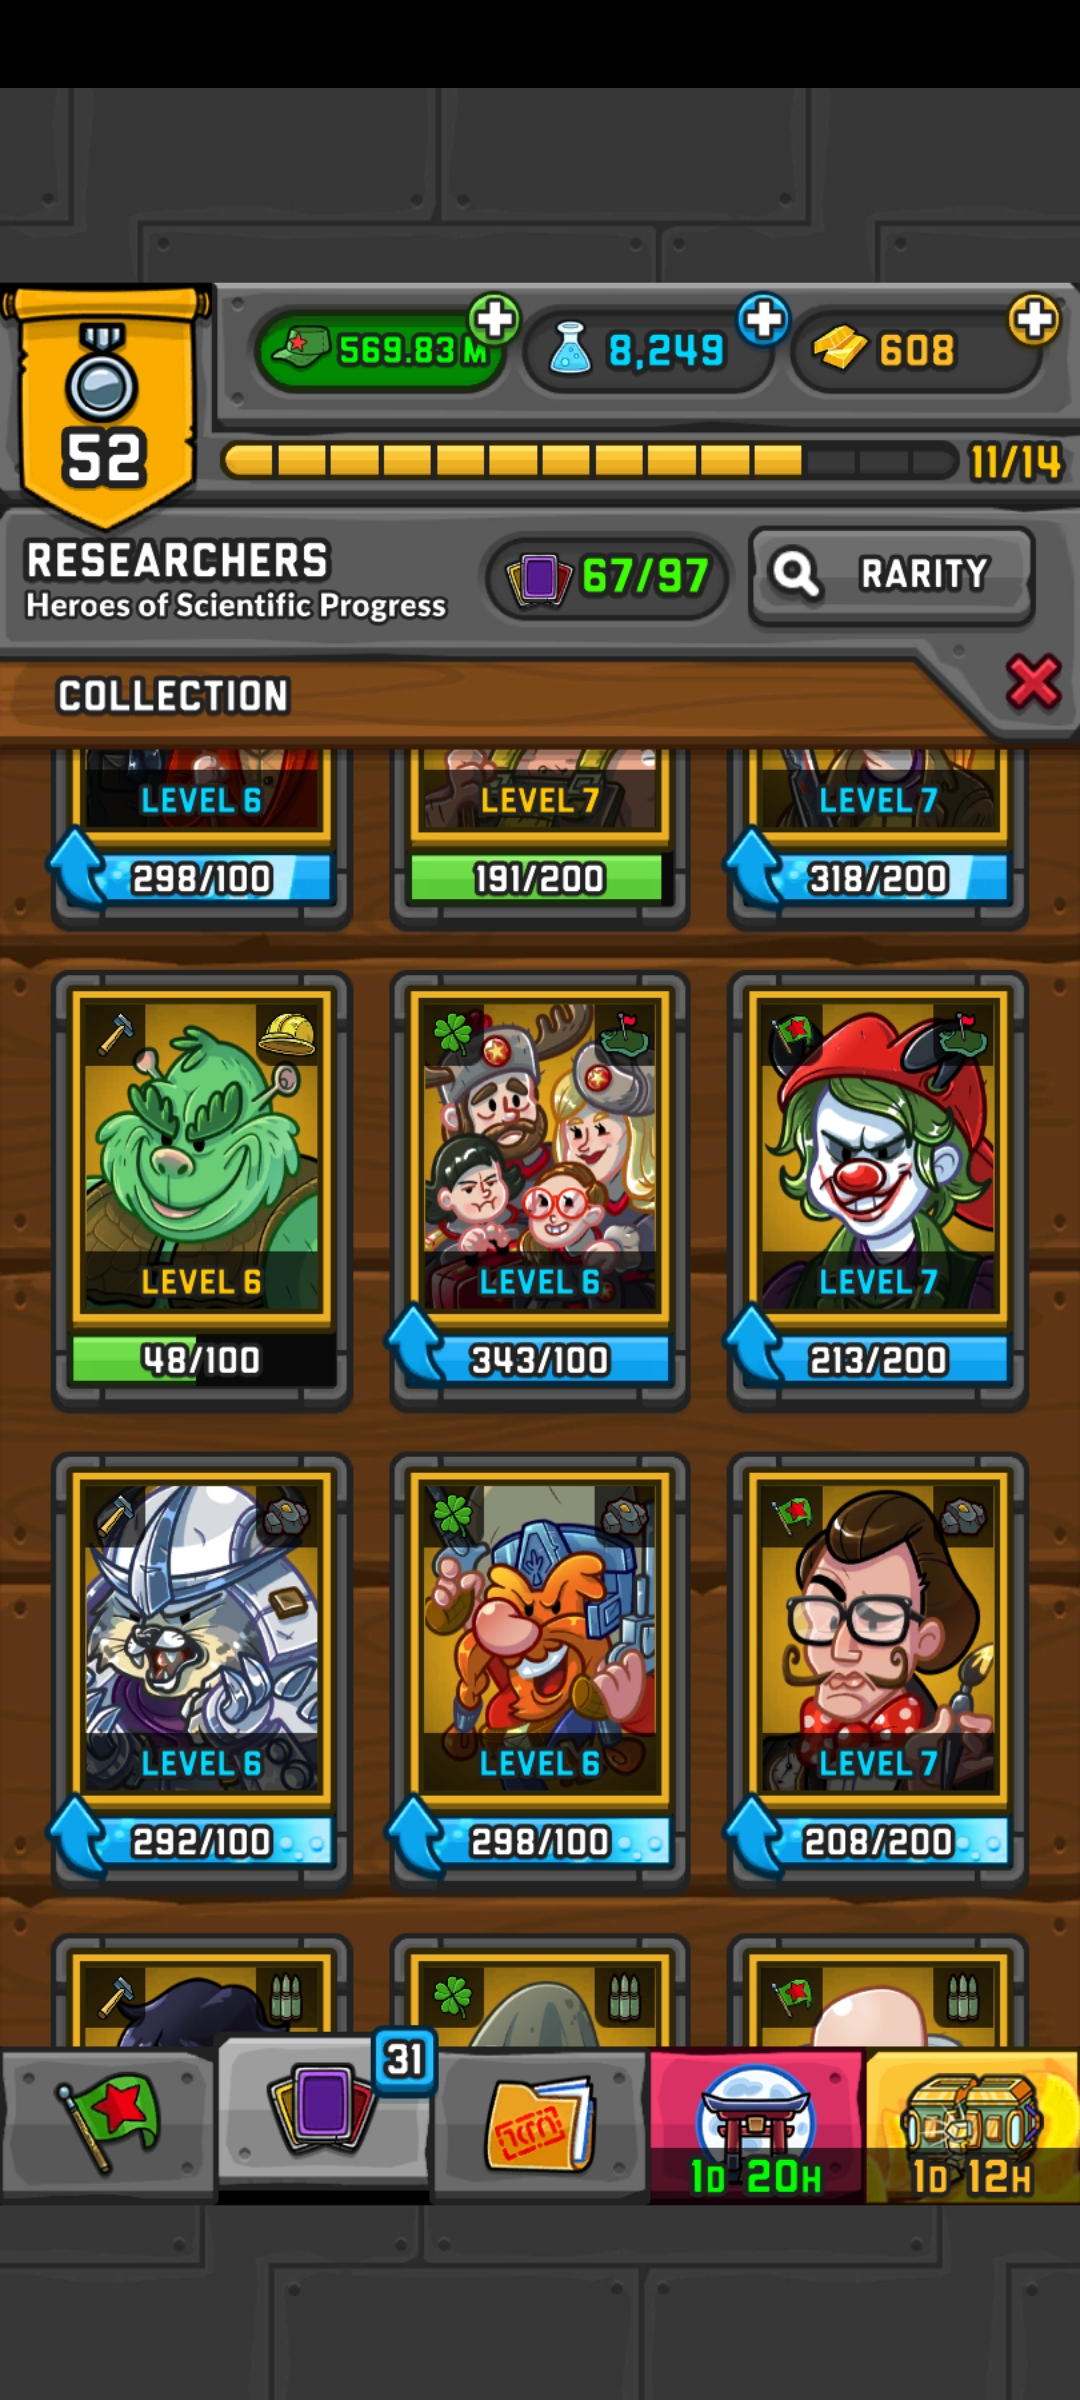 569.83 M
8,249
608
52
11/14
RESEARCHERS
Heroes of Scientific Progress
67/97
RARITY
COLLECTION
LEVEL 6
LEVEL 7
LEVEL 7
298/100
191/200
318/200
LEVEL 6
LEVEL 6
LEVEL 7
48/100
343/100
213/200
LEVEL 6
LEVEL 6
LEVEL 7
292/100
298/100
208/200
31
1D 20H
1D 12H